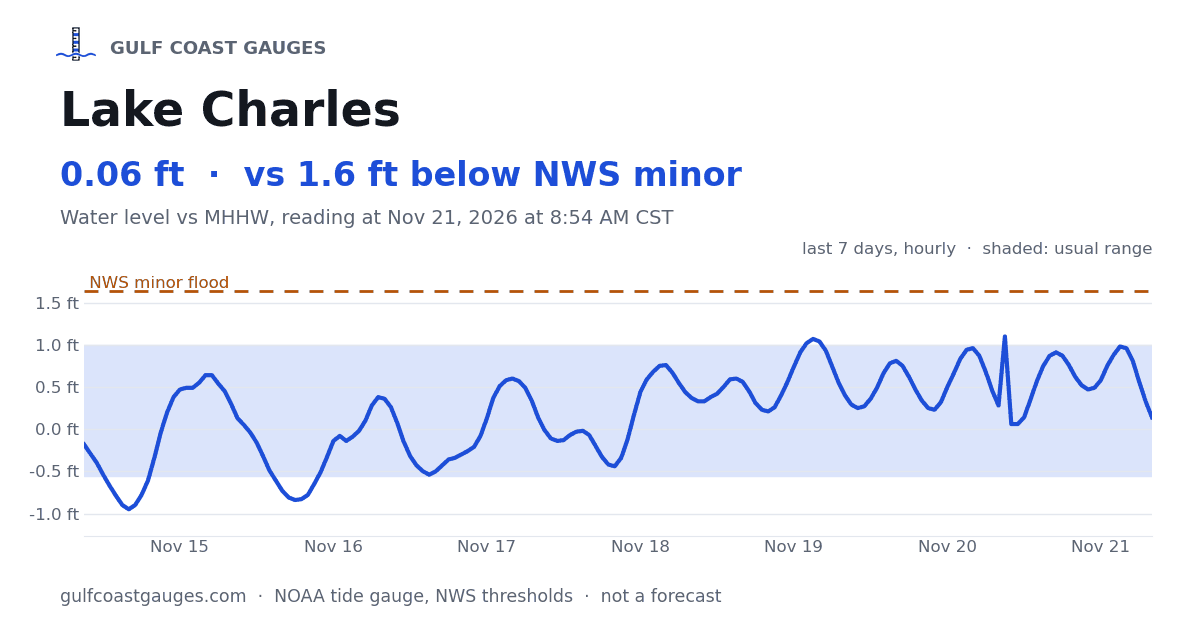 GULF COAST GAUGES
Lake Charles
0.06 ft · vs 1.6 ft below NWS minor
Water level vs MHHW, reading at Nov 21, 2026 at 8:54 AM CST
last 7 days, hourly · shaded: usual range
NWS minor flood
1.5 ft
1.0 ft
0.5 ft
0.0 ft
-0.5 ft
-1.0 ft
Nov 15 Nov 16 Nov 17 Nov 18 Nov 19 Nov 20 Nov 21
gulfcoastgauges.com · NOAA tide gauge, NWS thresholds · not a forecast